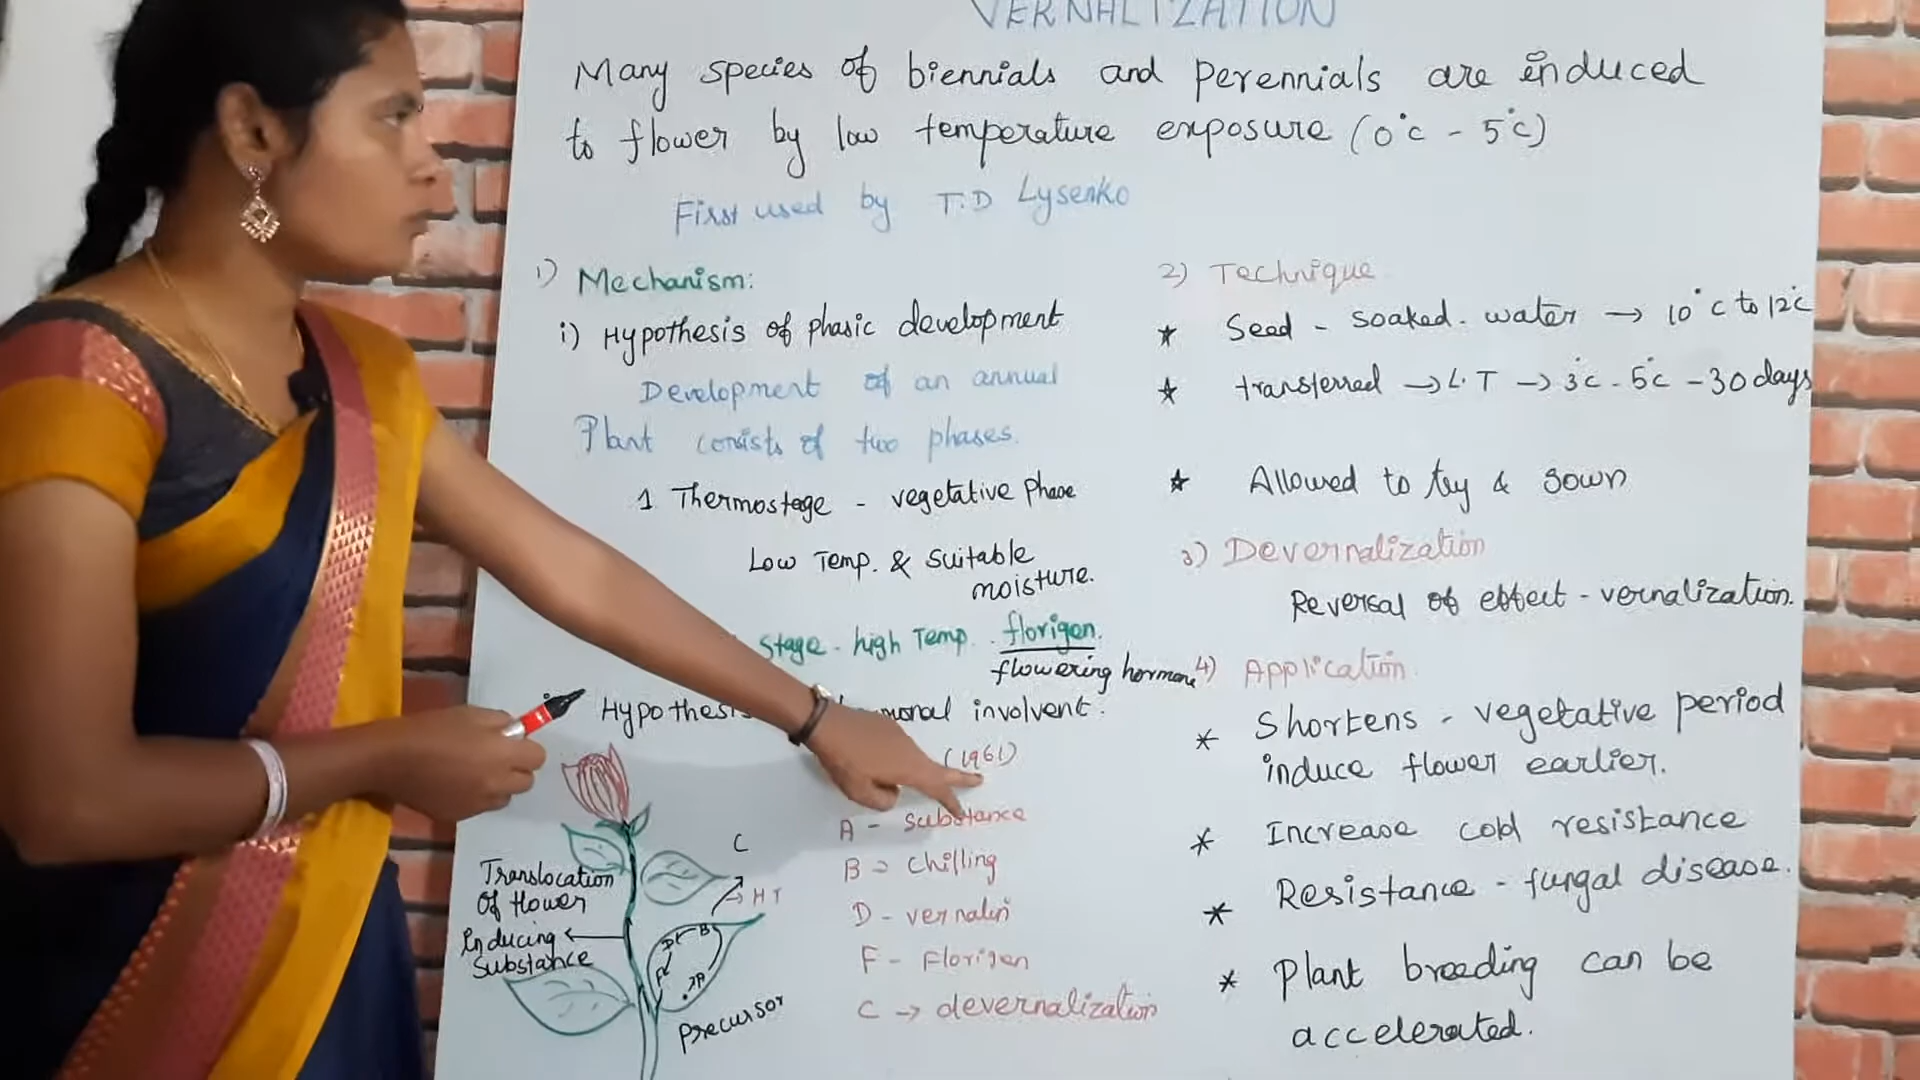 VERNALIZATION
Many species of biennials and perennials are induced
to flower by low temperature exposure (0°c - 5°c)
First used by T.D Lysenko
1) Mechanism:
i) Hypothesis of phasic development
Development of an annual
Plant consists of two phases.
1 Thermostage - vegetative phase
Low Temp. & suitable
moisture.
stage - high Temp. florigen.
flowering hormone
Hypothesis involvent.
(1961)
A - substance
B = chilling
D - vernalin
F - Florigen
C → devernalization
C
→ H T
D ← B
F
A
Translocation
Of flower
Inducing
Substance
Precursor
2) Technique
* Seed - soaked. water → 10°c to 12°c
* transferred → L.T → 3°c - 5°c - 30 days
* Allowed to try & sown
3) Devernalization
Reversal of effect - vernalization.
4) Application
* Shortens - vegetative period
induce flower earlier.
* Increase cold resistance
* Resistance - fungal disease.
* Plant breeding can be
accelerated.